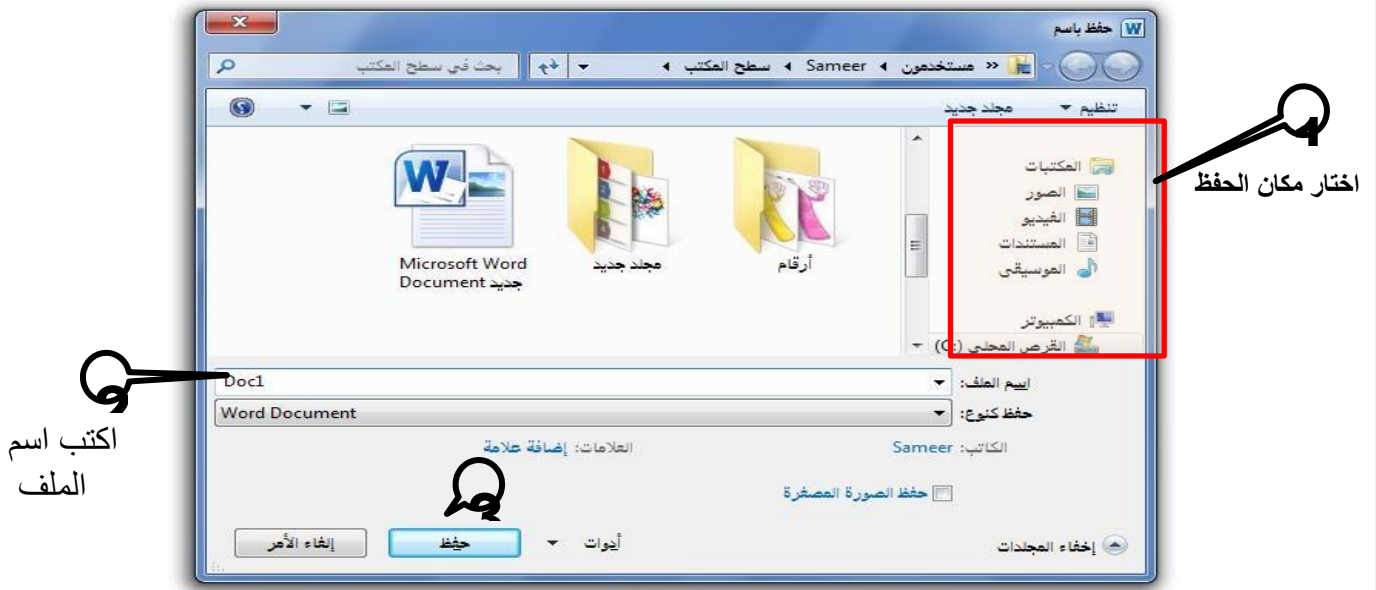 حفظ باسم
« مستخدمون Sameer سطح المكتب
بحث في سطح المكتب
تنظيم مجلد جديد
المكتبات
الصور
الفيديو
المستندات
الموسيقى
الكمبيوتر
القرص المحلي (C:)
أرقام
مجلد جديد
Microsoft Word
Document جديد
اختار مكان الحفظ
اسم الملف: Doc1
حفظ كنوع: Word Document
اكتب اسم
الملف
الكاتب: Sameer
العلامات: إضافة علامة
حفظ الصورة المصغرة
إخفاء المجلدات
أدوات
حفظ
إلغاء الأمر